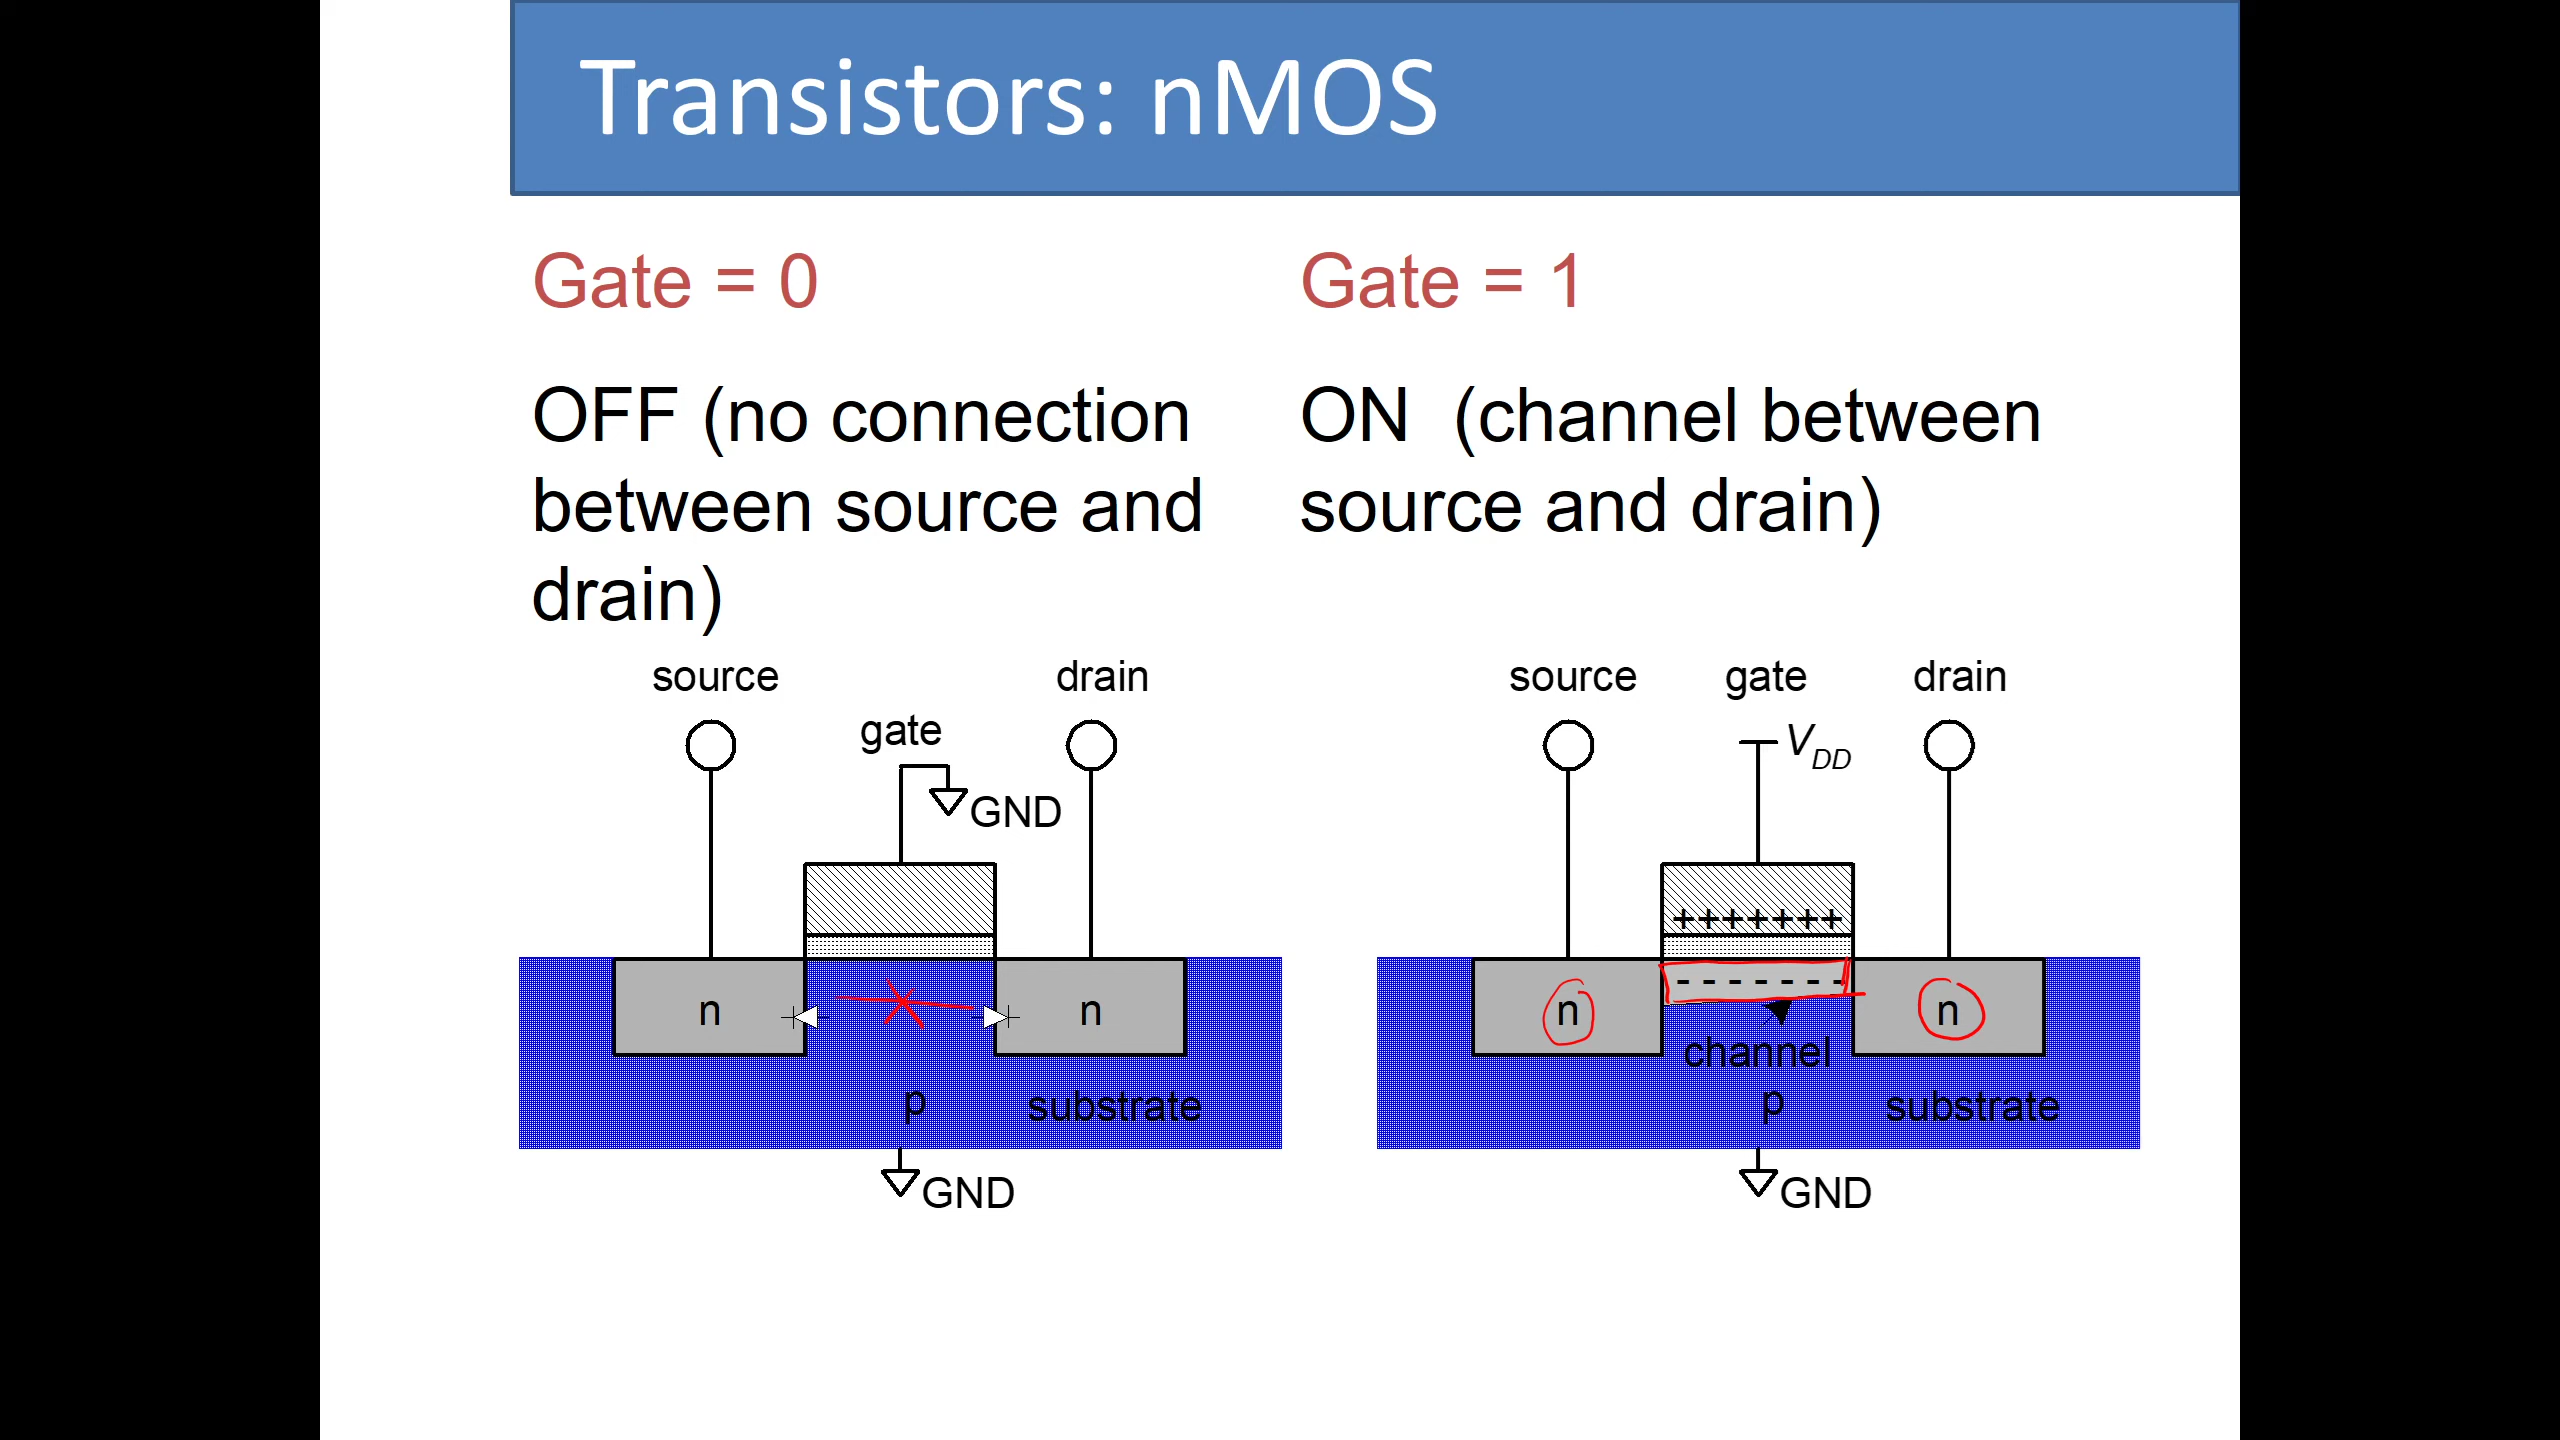 Transistors: nMOS
Gate = 0
OFF (no connection
between source and
drain)
Gate = 1
ON (channel between
source and drain)
source
gate
drain
GND
n
n
p
substrate
GND
source
gate
drain
VDD
+++++++
-------
n
n
channel
p
substrate
GND